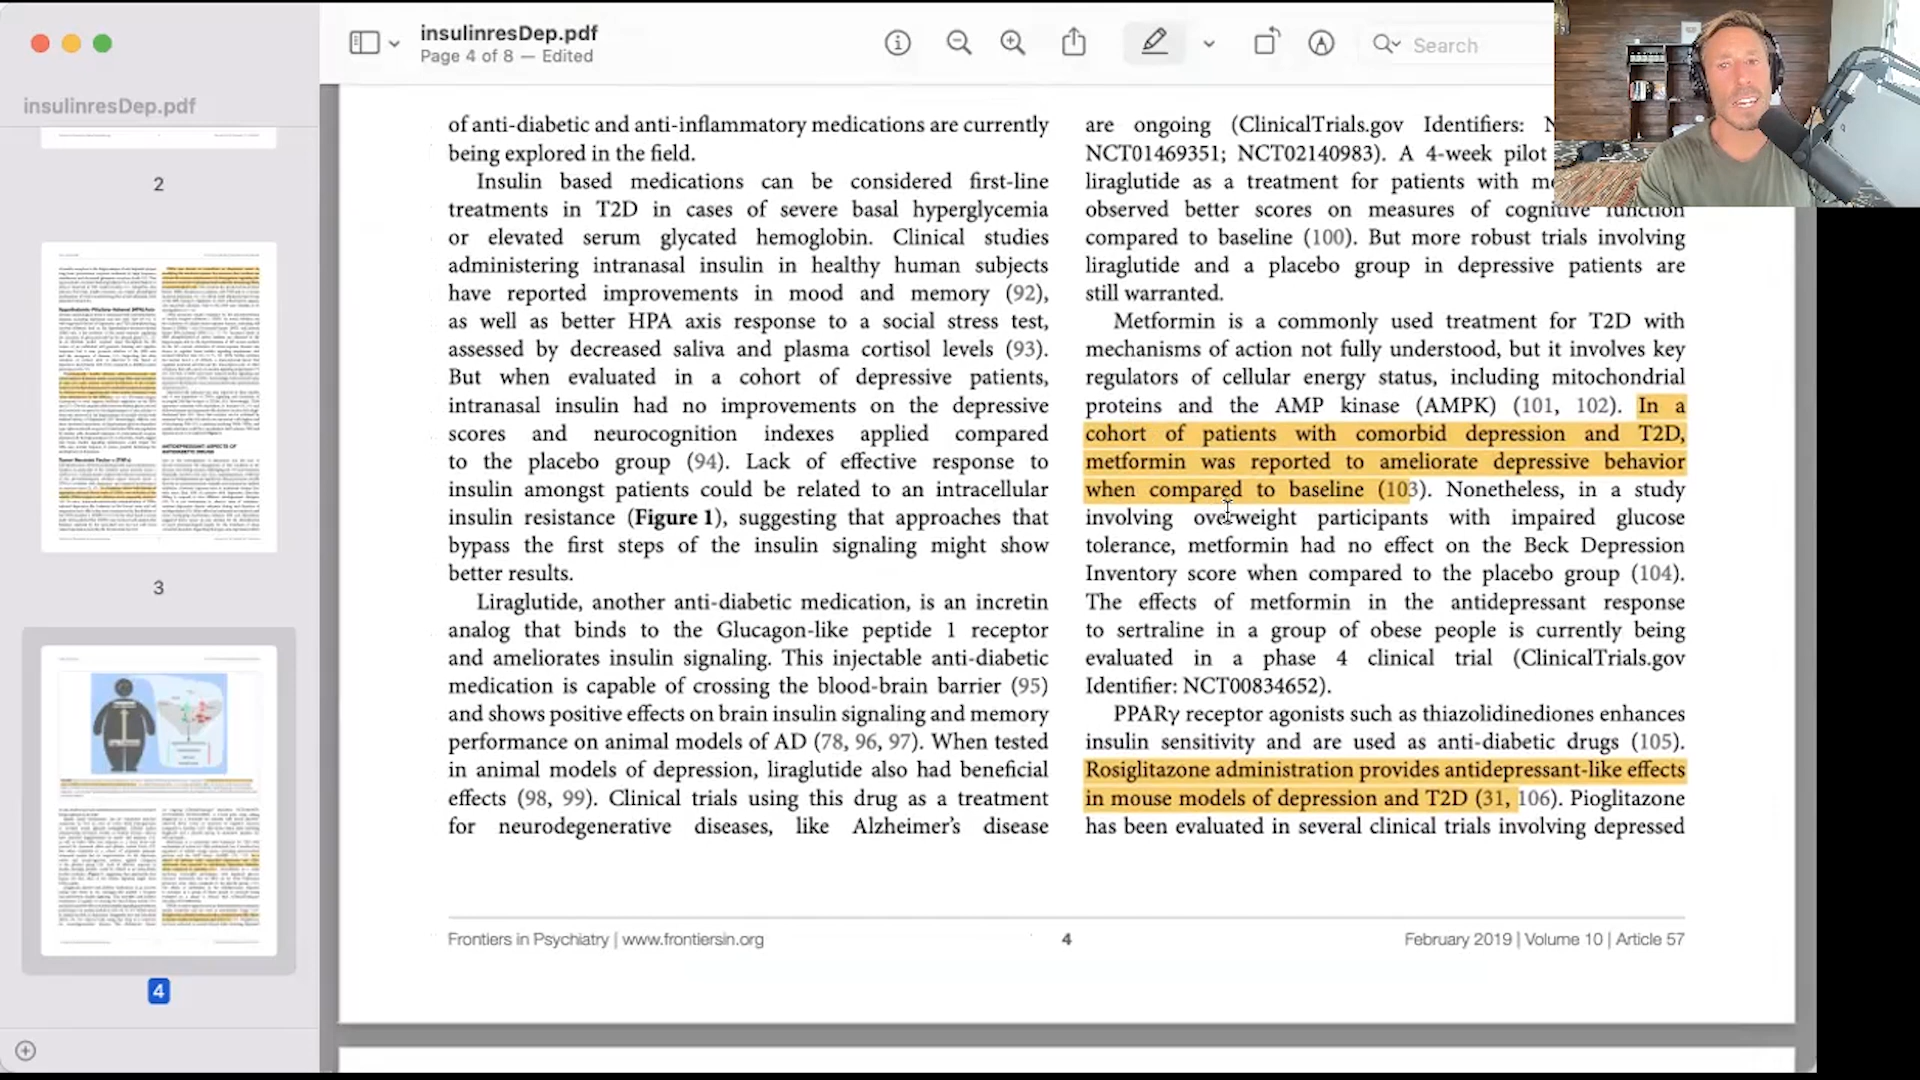 insulinresDep.pdf
Page 4 of 8 — Edited
Search
insulinresDep.pdf
2
3
4
of anti-diabetic and anti-inflammatory medications are currently
being explored in the field.
Insulin based medications can be considered first-line
treatments in T2D in cases of severe basal hyperglycemia
or elevated serum glycated hemoglobin. Clinical studies
administering intranasal insulin in healthy human subjects
have reported improvements in mood and memory (92),
as well as better HPA axis response to a social stress test,
assessed by decreased saliva and plasma cortisol levels (93).
But when evaluated in a cohort of depressive patients,
intranasal insulin had no improvements on the depressive
scores and neurocognition indexes applied compared
to the placebo group (94). Lack of effective response to
insulin amongst patients could be related to an intracellular
insulin resistance (Figure 1), suggesting that approaches that
bypass the first steps of the insulin signaling might show
better results.
Liraglutide, another anti-diabetic medication, is an incretin
analog that binds to the Glucagon-like peptide 1 receptor
and ameliorates insulin signaling. This injectable anti-diabetic
medication is capable of crossing the blood-brain barrier (95)
and shows positive effects on brain insulin signaling and memory
performance on animal models of AD (78, 96, 97). When tested
in animal models of depression, liraglutide also had beneficial
effects (98, 99). Clinical trials using this drug as a treatment
for neurodegenerative diseases, like Alzheimer's disease
are ongoing (ClinicalTrials.gov Identifiers:
NCT01469351; NCT02140983). A 4-week pilot
liraglutide as a treatment for patients with
observed better scores on measures of cognitive function
compared to baseline (100). But more robust trials involving
liraglutide and a placebo group in depressive patients are
still warranted.
Metformin is a commonly used treatment for T2D with
mechanisms of action not fully understood, but it involves key
regulators of cellular energy status, including mitochondrial
proteins and the AMP kinase (AMPK) (101, 102). In a
cohort of patients with comorbid depression and T2D,
metformin was reported to ameliorate depressive behavior
when compared to baseline (103). Nonetheless, in a study
involving overweight participants with impaired glucose
tolerance, metformin had no effect on the Beck Depression
Inventory score when compared to the placebo group (104).
The effects of metformin in the antidepressant response
to sertraline in a group of obese people is currently being
evaluated in a phase 4 clinical trial (ClinicalTrials.gov
Identifier: NCT00834652).
PPARγ receptor agonists such as thiazolidinediones enhances
insulin sensitivity and are used as anti-diabetic drugs (105).
Rosiglitazone administration provides antidepressant-like effects
in mouse models of depression and T2D (31, 106). Pioglitazone
has been evaluated in several clinical trials involving depressed
Frontiers in Psychiatry | www.frontiersin.org
4
February 2019 | Volume 10 | Article 57